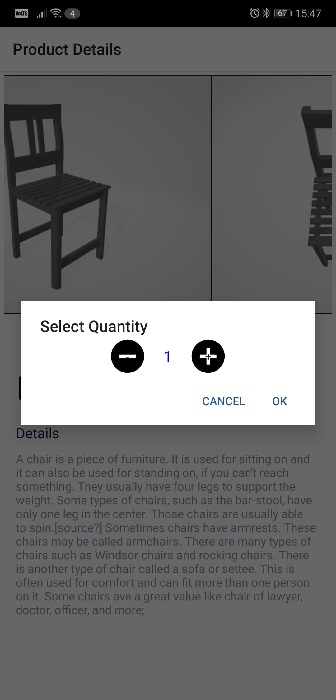 4
67
15:47
Product Details
Select Quantity
1
CANCEL
OK
Details
A chair is a piece of furniture. It is used for sitting on and
it can also be used for standing on, if you can't reach
something. They usually have four legs to support the
weight. Some types of chairs, such as the bar-stool, have
only one leg in the center. Those chairs are usually able
to spin.[source?] Sometimes chairs have armrests. These
chairs may be called armchairs. There are many types of
chairs such as Windsor chairs and rocking chairs. There
is another type of chair called a sofa or settee. This is
often used for comfort and can fit more than one person
on it. Some chairs ave a great value like chair of lawyer,
doctor, officer, and more;